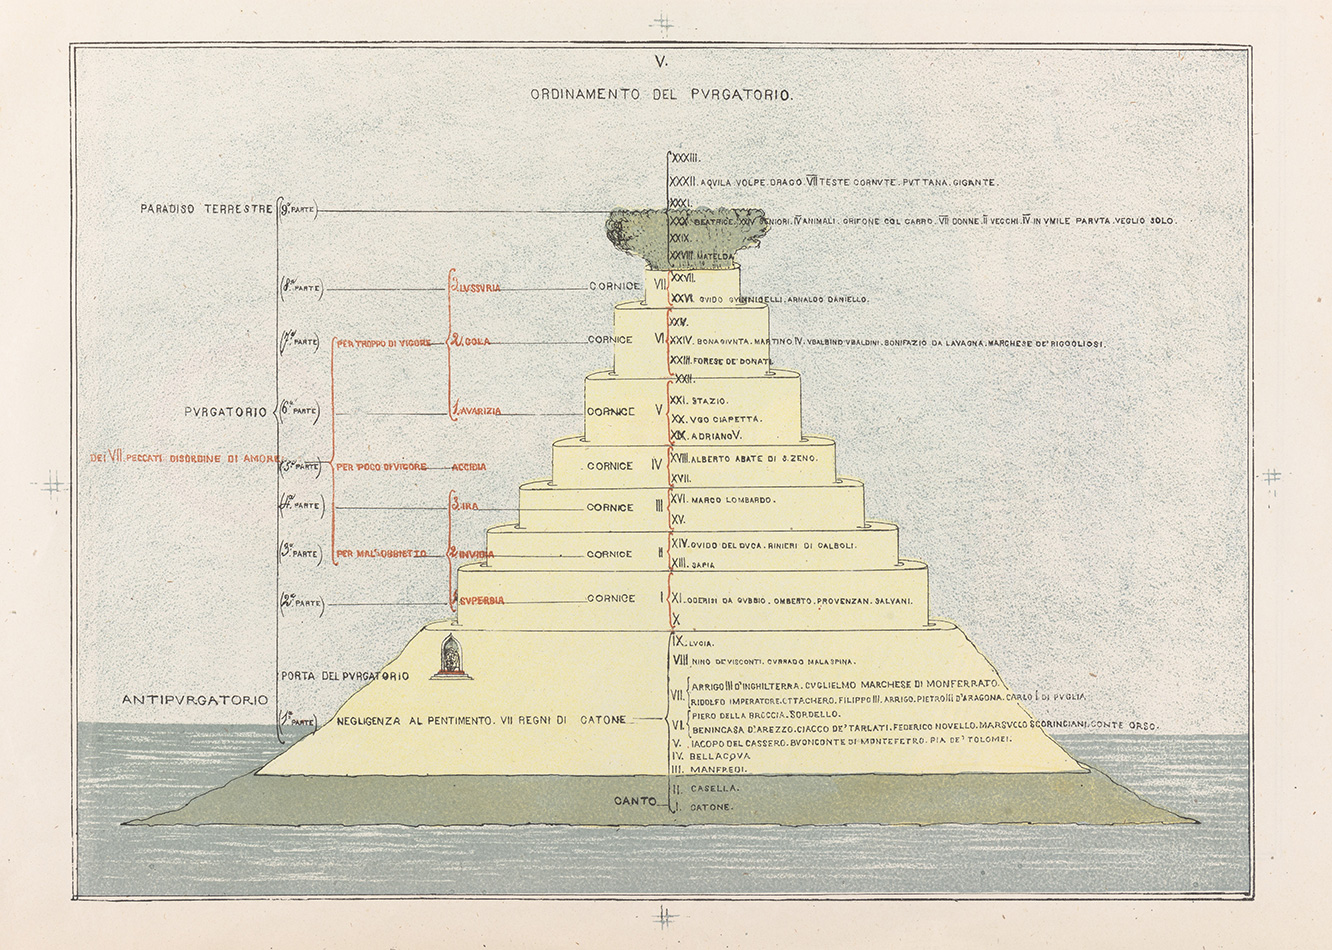 V.
ORDINAMENTO DEL PVRGATORIO.
XXXIII.
XXXII. AQVILA VOLPE. DRAGO. VII TESTE CORNVTE. PVTTANA. GIGANTE.
XXXI.
PARADISO TERRESTRE (9ª PARTE)
XXX. BEATRICE. XXIV SENIORI. IV ANIMALI. GRIFONE COL CARRO. VII DONNE. II VECCHI. IV IN VMILE PARVTA. VEGLIO SOLO.
XXIX.
XXVIII. MATELDA.
(8ª PARTE) 3. LVSSVRIA CORNICE VII XXVII.
XXVI. GVIDO GVINNICELLI. ARNALDO DANIELLO.
XXV.
(7ª PARTE) PER TROPPO DI VIGORE 2. GOLA CORNICE VI XXIV. BONAGIVNTA. MARTINO IV. VBALDINO VBALDINI. BONIFAZIO DA LAVAGNA. MARCHESE DE' RIGOGLIOSI.
XXIII. FORESE DE' DONATI.
XXII.
XXI. STAZIO.
PVRGATORIO (6ª PARTE) 1. AVARIZIA CORNICE V
XX. VGO CIAPETTA.
XIX. ADRIANO V.
DEI VII. PECCATI DISORDINE DI AMORE.
(5ª PARTE) PER POCO DI VIGORE ACCIDIA CORNICE IV XVIII. ALBERTO ABATE DI S. ZENO.
XVII.
XVI. MARCO LOMBARDO.
(4ª PARTE) 3. IRA CORNICE III
XV.
XIV. GVIDO DEL DVCA. RINIERI DI CALBOLI.
(3ª PARTE) PER MAL'OBBIETTO 2 INVIDIA CORNICE II
XIII. SAPIA
(2ª PARTE) 1 SVPERBIA CORNICE I XI. ODERISI DA GVBBIO. OMBERTO. PROVENZAN. SALVANI.
X
IX. LVCIA.
VIII NINO DE VISCONTI. CVRRADO MALASPINA.
PORTA DEL PVRGATORIO
VII. ARRIGO III D'INGHILTERRA. GVGLIELMO MARCHESE DI MONFERRATO.
RIDOLFO IMPERATORE. OTTACHERO. FILIPPO III. ARRIGO. PIETRO III D'ARAGONA. CARLO I DI PVGLIA
ANTIPVRGATORIO
(1ª PARTE) NEGLIGENZA AL PENTIMENTO. VII REGNI DI CATONE
VI. PIERO DELLA BROCCIA. SORDELLO.
BENINCASA D'AREZZO. CIACCO DE' TARLATI. FEDERICO NOVELLO. MARSVCCO SCORINCIANI. CONTE ORSO.
V. IACOPO DEL CASSERO. BVONCONTE DI MONTEFETRO. PIA DE' TOLOMEI.
IV. BELLACQVA
III. MANFREDI.
II. CASELLA.
CANTO
I. CATONE.